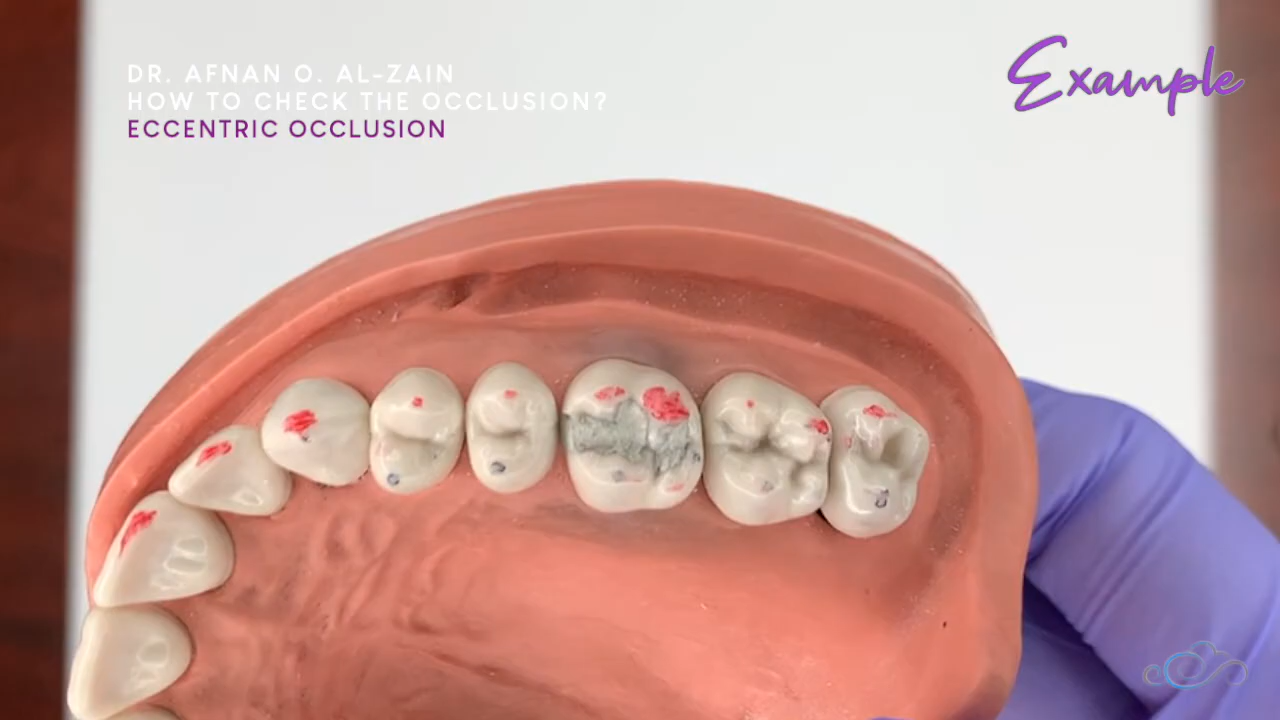 DR. AFNAN O. AL-ZAIN
HOW TO CHECK THE OCCLUSION?
ECCENTRIC OCCLUSION
Example